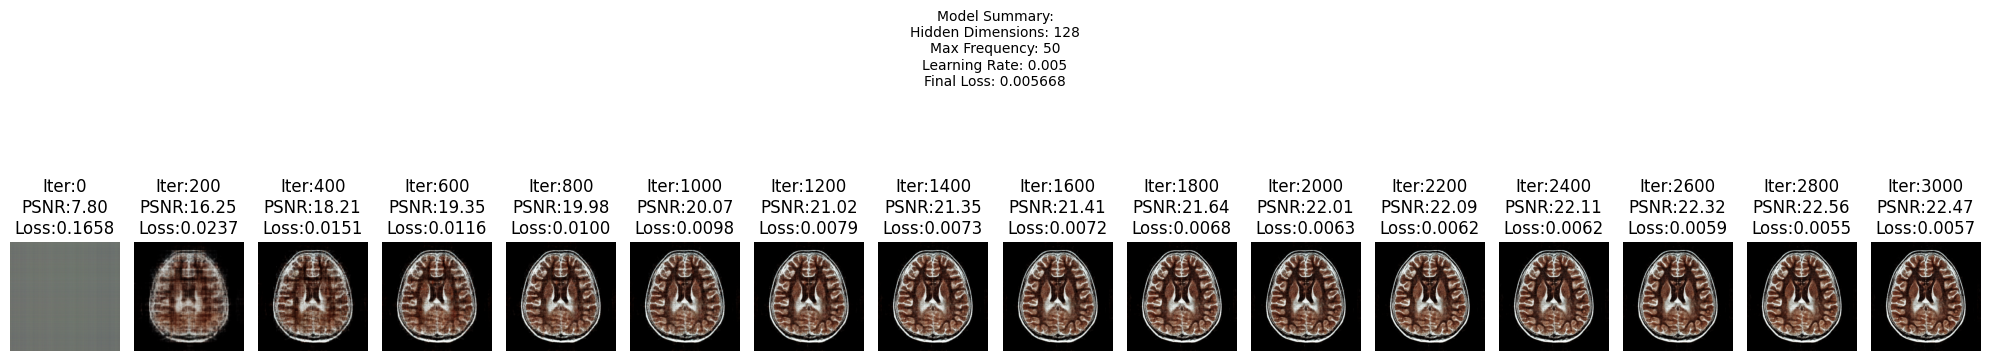 Model Summary:
Hidden Dimensions: 128
Max Frequency: 50
Learning Rate: 0.005
Final Loss: 0.005668
Iter:0
PSNR:7.80
Loss:0.1658
Iter:200
PSNR:16.25
Loss:0.0237
Iter:400
PSNR:18.21
Loss:0.0151
Iter:600
PSNR:19.35
Loss:0.0116
Iter:800
PSNR:19.98
Loss:0.0100
Iter:1000
PSNR:20.07
Loss:0.0098
Iter:1200
PSNR:21.02
Loss:0.0079
Iter:1400
PSNR:21.35
Loss:0.0073
Iter:1600
PSNR:21.41
Loss:0.0072
Iter:1800
PSNR:21.64
Loss:0.0068
Iter:2000
PSNR:22.01
Loss:0.0063
Iter:2200
PSNR:22.09
Loss:0.0062
Iter:2400
PSNR:22.11
Loss:0.0062
Iter:2600
PSNR:22.32
Loss:0.0059
Iter:2800
PSNR:22.56
Loss:0.0055
Iter:3000
PSNR:22.47
Loss:0.0057